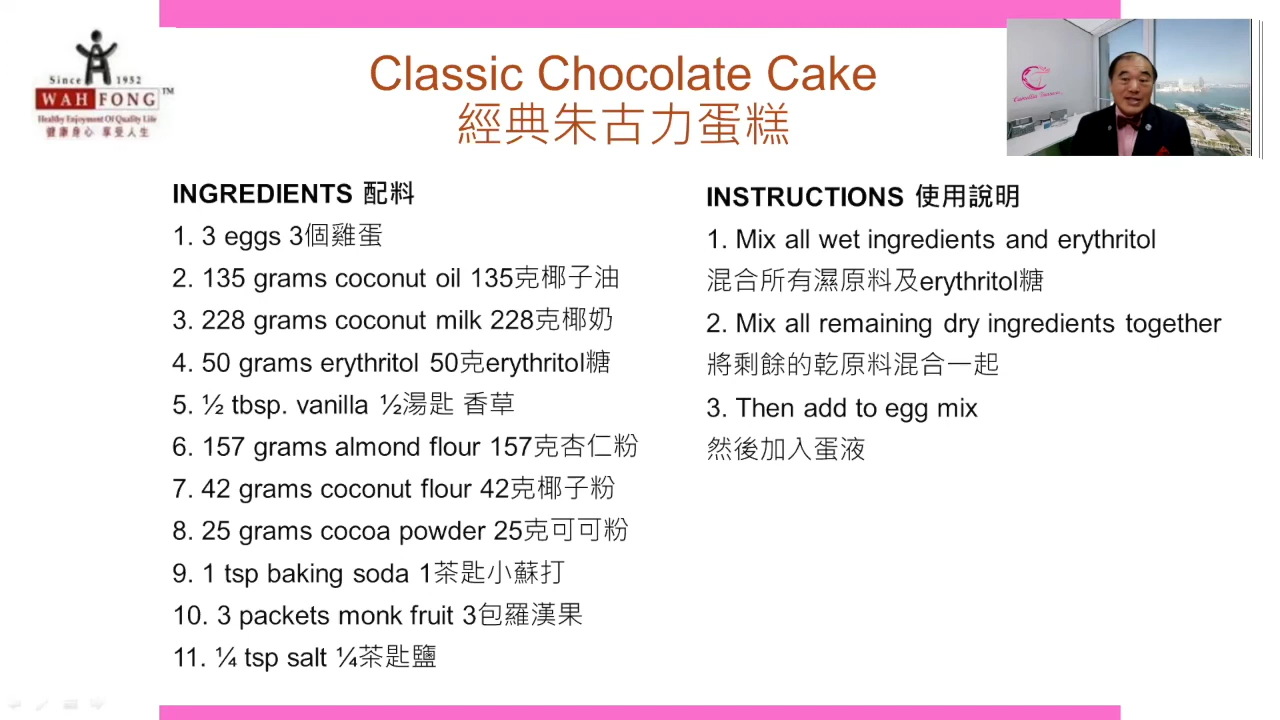 Since 1952
WAH FONG TM
Healthy Enjoyment Of Quality Life
健康身心 享受人生
Classic Chocolate Cake
經典朱古力蛋糕
INGREDIENTS 配料
1. 3 eggs 3個雞蛋
2. 135 grams coconut oil 135克椰子油
3. 228 grams coconut milk 228克椰奶
4. 50 grams erythritol 50克erythritol糖
5. ½ tbsp. vanilla ½湯匙 香草
6. 157 grams almond flour 157克杏仁粉
7. 42 grams coconut flour 42克椰子粉
8. 25 grams cocoa powder 25克可可粉
9. 1 tsp baking soda 1茶匙小蘇打
10. 3 packets monk fruit 3包羅漢果
11. ¼ tsp salt ¼茶匙鹽
INSTRUCTIONS 使用說明
1. Mix all wet ingredients and erythritol
混合所有濕原料及erythritol糖
2. Mix all remaining dry ingredients together
將剩餘的乾原料混合一起
3. Then add to egg mix
然後加入蛋液